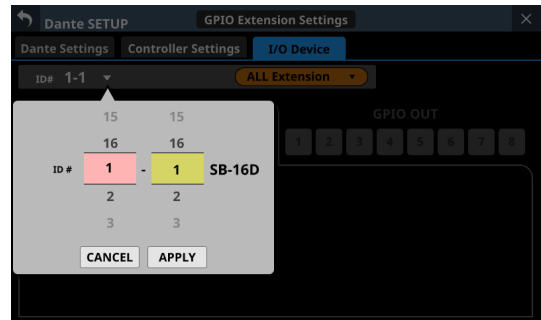 Dante SETUP GPIO Extension Settings
Dante Settings Controller Settings I/O Device
ID# 1-1 ALL Extension
GPIO OUT
1 2 3 4 5 6 7 8
15 15
16 16
ID # 1 - 1 SB-16D
2 2
3 3
CANCEL APPLY